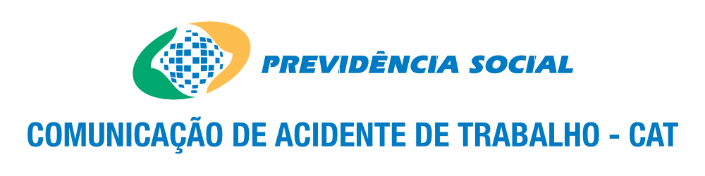 PREVIDÊNCIA SOCIAL
COMUNICAÇÃO DE ACIDENTE DE TRABALHO - CAT